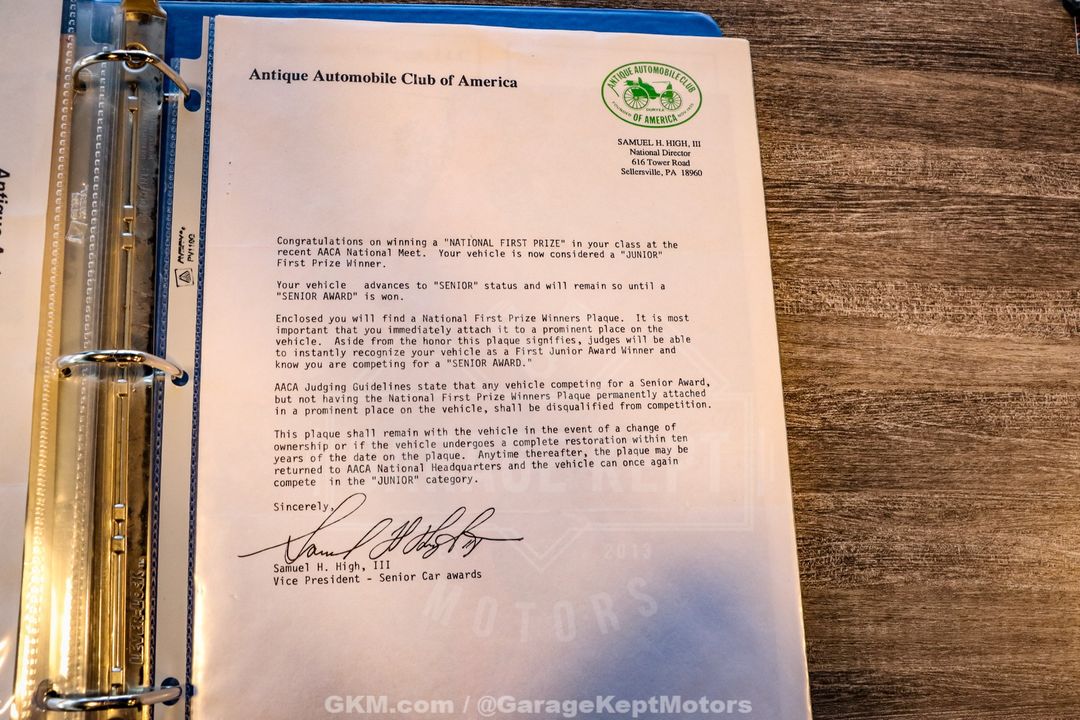 Antique Automobile Club of America
ANTIQUE AUTOMOBILE CLUB
DURYEA
FOUNDED NOV 1935
OF AMERICA
SAMUEL H. HIGH, III
National Director
616 Tower Road
Sellersville, PA 18960
Congratulations on winning a "NATIONAL FIRST PRIZE" in your class at the
recent AACA National Meet. Your vehicle is now considered a "JUNIOR"
First Prize Winner.
Your vehicle advances to "SENIOR" status and will remain so until a
"SENIOR AWARD" is won.
Enclosed you will find a National First Prize Winners Plaque. It is most
important that you immediately attach it to a prominent place on the
vehicle. Aside from the honor this plaque signifies, judges will be able
to instantly recognize your vehicle as a First Junior Award Winner and
know you are competing for a "SENIOR AWARD."
AACA Judging Guidelines state that any vehicle competing for a Senior Award,
but not having the National First Prize Winners Plaque permanently attached
in a prominent place on the vehicle, shall be disqualified from competition.
This plaque shall remain with the vehicle in the event of a change of
ownership or if the vehicle undergoes a complete restoration within ten
years of the date on the plaque. Anytime thereafter, the plaque may be
returned to AACA National Headquarters and the vehicle can once again
compete in the "JUNIOR" category.
Sincerely,
Samuel H. High, III
Vice President - Senior Car awards
GARAGE KEPT
2013
MOTORS
GKM.com / @GarageKeptMotors